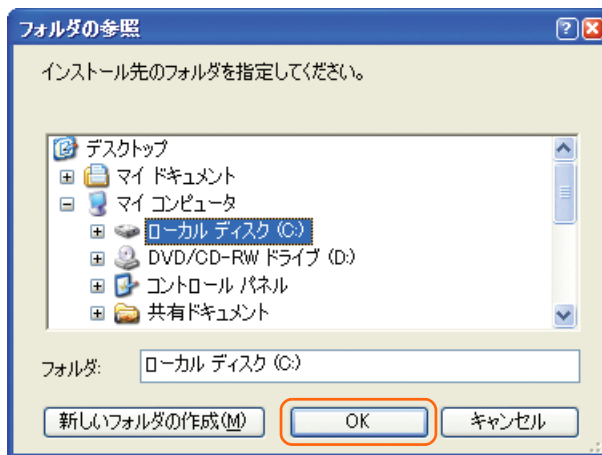 フォルダの参照
インストール先のフォルダを指定してください。
デスクトップ
マイ ドキュメント
マイ コンピュータ
ローカル ディスク (C:)
DVD/CD-RW ドライブ (D:)
コントロール パネル
共有ドキュメント
フォルダ: ローカル ディスク (C:)
新しいフォルダの作成(M) OK キャンセル